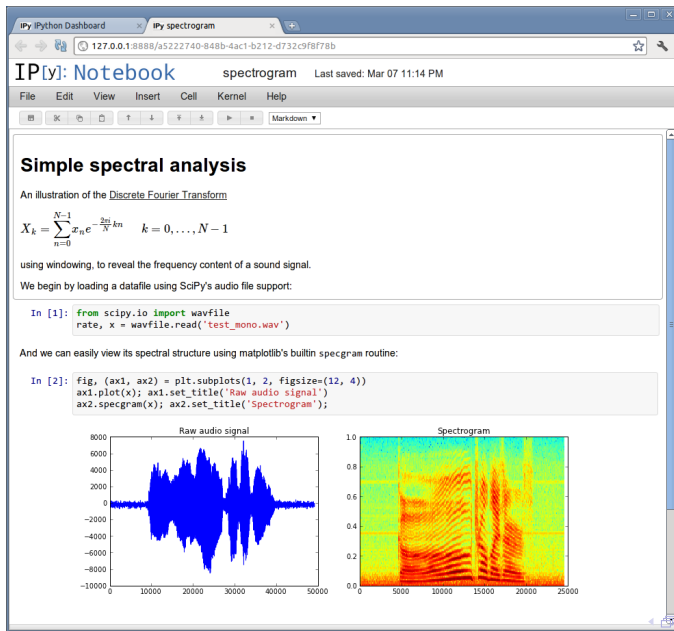 IPy IPython Dashboard
IPy spectrogram
127.0.0.1:8888/a5222740-848b-4ac1-b212-d732c9f8f78b
IP[y]: Notebook
spectrogram
Last saved: Mar 07 11:14 PM
File Edit View Insert Cell Kernel Help
Markdown
Simple spectral analysis
An illustration of the Discrete Fourier Transform
X_k = \sum_{n=0}^{N-1} x_n e^{-\frac{2\pi i}{N} kn} k = 0, . . . , N − 1
using windowing, to reveal the frequency content of a sound signal.
We begin by loading a datafile using SciPy's audio file support:
In [1]: from scipy.io import wavfile
rate, x = wavfile.read('test_mono.wav')
And we can easily view its spectral structure using matplotlib's builtin specgram routine:
In [2]: fig, (ax1, ax2) = plt.subplots(1, 2, figsize=(12, 4))
ax1.plot(x); ax1.set_title('Raw audio signal')
ax2.specgram(x); ax2.set_title('Spectrogram');
Raw audio signal
8000
6000
4000
2000
0
−2000
−4000
−6000
−8000
−10000
0 10000 20000 30000 40000 50000
Spectrogram
1.0
0.8
0.6
0.4
0.2
0.0
0 5000 10000 15000 20000 25000